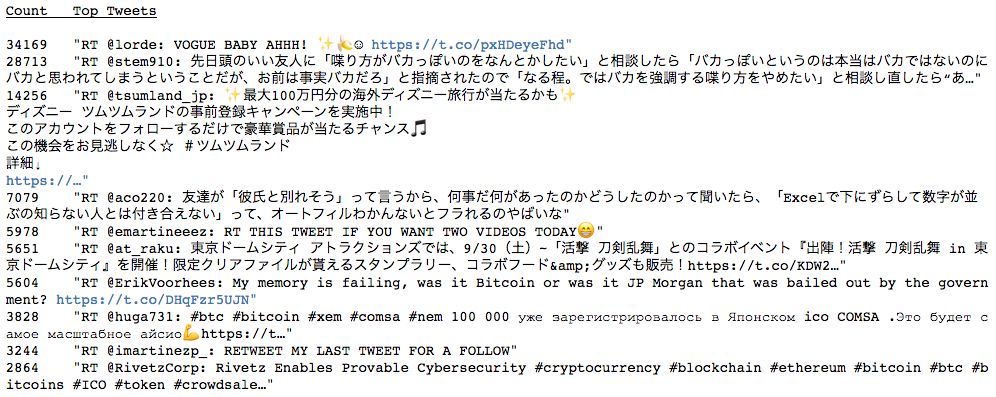 Count Top Tweets
34169 "RT @lorde: VOGUE BABY AHHH! ✨🍌☺ https://t.co/pxHDeyeFhd"
28713 "RT @stem910: 先日頭のいい友人に「喋り方がバカっぽいのをなんとかしたい」と相談したら「バカっぽいというのは本当はバカではないのに
バカと思われてしまうということだが、お前は事実バカだろ」と指摘されたので「なる程。ではバカを強調する喋り方をやめたい」と相談し直したら“あ…"
14256 "RT @tsumland_jp: ✨最大100万円分の海外ディズニー旅行が当たるかも✨
ディズニー ツムツムランドの事前登録キャンペーンを実施中！
このアカウントをフォローするだけで豪華賞品が当たるチャンス🎵
この機会をお見逃しなく☆ ＃ツムツムランド
詳細↓
https://…"
7079 "RT @aco220: 友達が「彼氏と別れそう」って言うから、何事だ何があったのかどうしたのかって聞いたら、「Excelで下にずらして数字が並
ぶの知らない人とは付き合えない」って、オートフィルわかんないとフラれるのやばいな"
5978 "RT @emartineeez: RT THIS TWEET IF YOU WANT TWO VIDEOS TODAY😁"
5651 "RT @at_raku: 東京ドームシティ アトラクションズでは、9/30（土）~「活撃 刀剣乱舞」とのコラボイベント『出陣！活撃 刀剣乱舞 in 東
京ドームシティ』を開催！限定クリアファイルが貰えるスタンプラリー、コラボフード&amp;グッズも販売！https://t.co/KDW2…"
5604 "RT @ErikVoorhees: My memory is failing, was it Bitcoin or was it JP Morgan that was bailed out by the govern
ment? https://t.co/DHqFzr5UJN"
3828 "RT @huga731: #btc #bitcoin #xem #comsa #nem 100 000 уже зарегистрировалось в Японском ico COMSA .Это будет с
амое масштабное айсио💪https://t…"
3244 "RT @imartinezp_: RETWEET MY LAST TWEET FOR A FOLLOW"
2864 "RT @RivetzCorp: Rivetz Enables Provable Cybersecurity #cryptocurrency #blockchain #ethereum #bitcoin #btc #b
itcoins #ICO #token #crowdsale…"